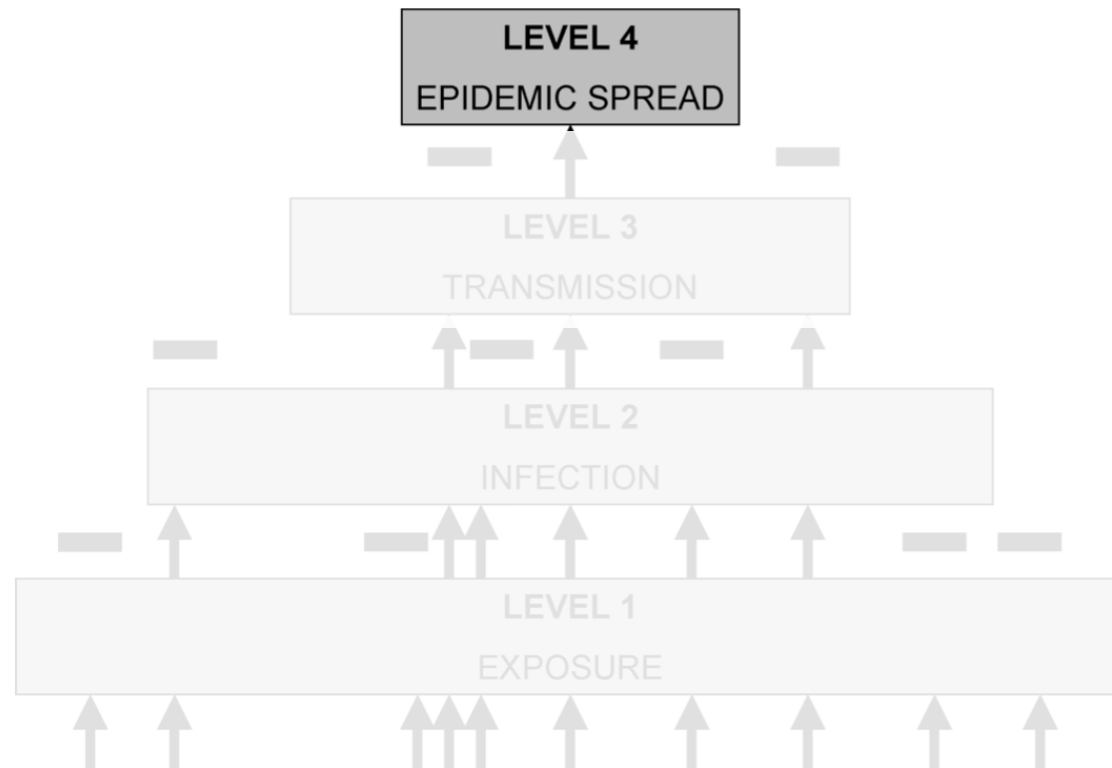 LEVEL 4
EPIDEMIC SPREAD
LEVEL 3
TRANSMISSION
LEVEL 2
INFECTION
LEVEL 1
EXPOSURE